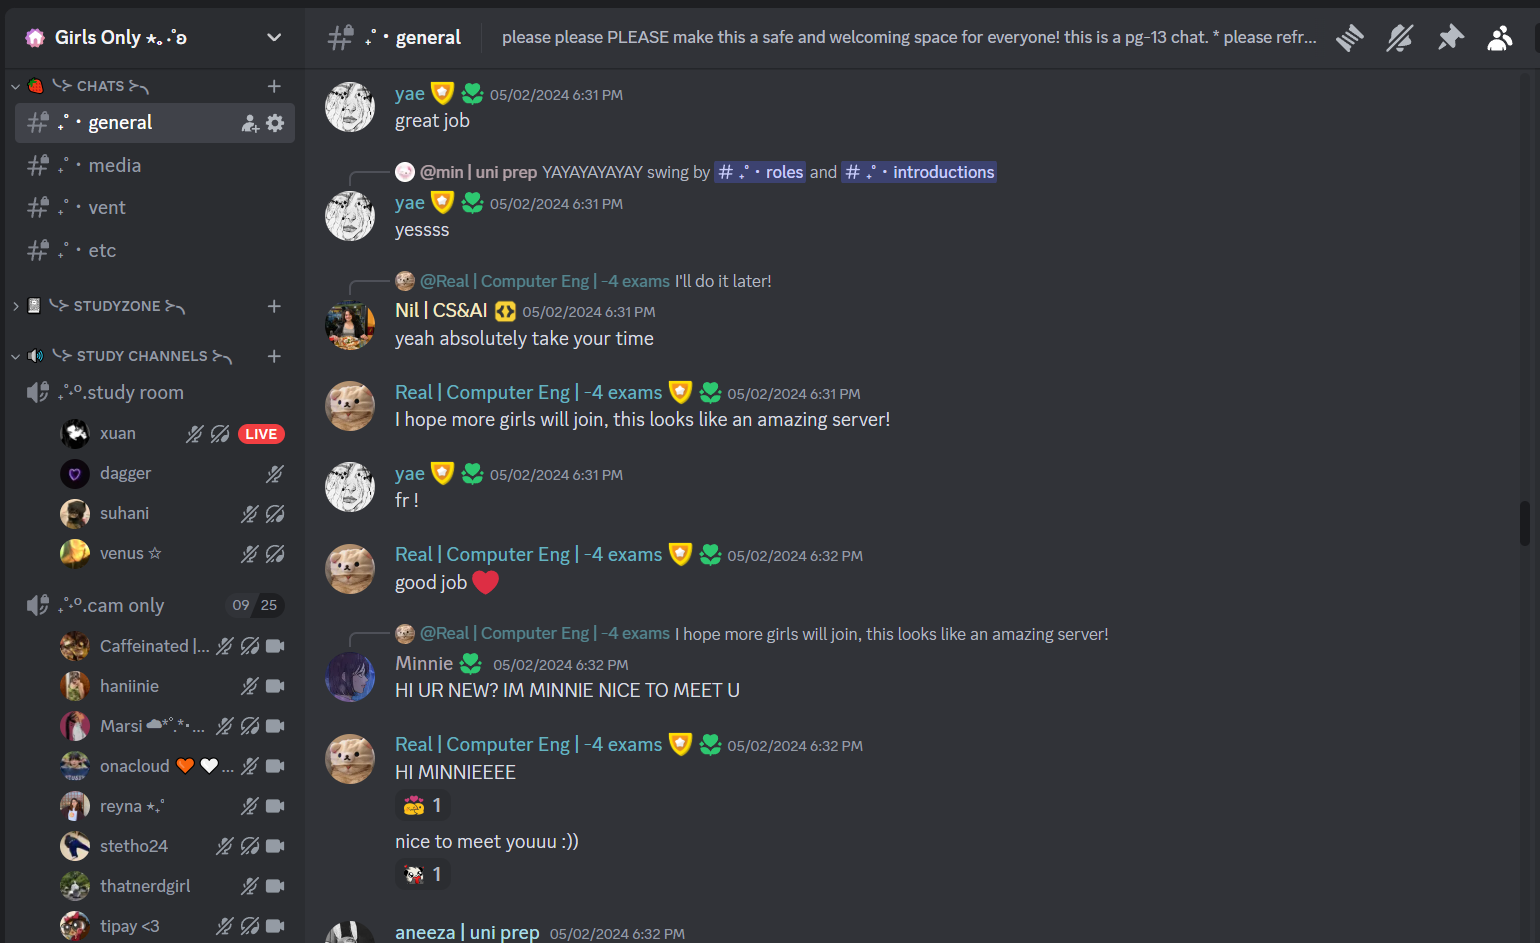 Girls Only ⋆｡‧˚ʚ
CHATS
˖˚・general
˖˚・media
˖˚・vent
˖˚・etc
STUDYZONE
STUDY CHANNELS
˖˚˖º.study room
xuan
LIVE
dagger
suhani
venus ☆
˖˚˖º.cam only
09 25
Caffeinated |...
haniinie
Marsi ☁*˚.*･...
onacloud 🧡🤍...
reyna ⋆˖˚
stetho24
thatnerdgirl
tipay <3
˖˚・general
please please PLEASE make this a safe and welcoming space for everyone! this is a pg-13 chat. * please refr...
yae 05/02/2024 6:31 PM
great job
@min | uni prep YAYAYAYAYAY swing by # ˖˚・roles and # ˖˚・introductions
yae 05/02/2024 6:31 PM
yessss
@Real | Computer Eng | -4 exams I'll do it later!
Nil | CS&AI 05/02/2024 6:31 PM
yeah absolutely take your time
Real | Computer Eng | -4 exams 05/02/2024 6:31 PM
I hope more girls will join, this looks like an amazing server!
yae 05/02/2024 6:31 PM
fr !
Real | Computer Eng | -4 exams 05/02/2024 6:32 PM
good job ❤️
@Real | Computer Eng | -4 exams I hope more girls will join, this looks like an amazing server!
Minnie 05/02/2024 6:32 PM
HI UR NEW? IM MINNIE NICE TO MEET U
Real | Computer Eng | -4 exams 05/02/2024 6:32 PM
HI MINNIEEEE
1
nice to meet youuu :))
1
aneeza | uni prep 05/02/2024 6:32 PM